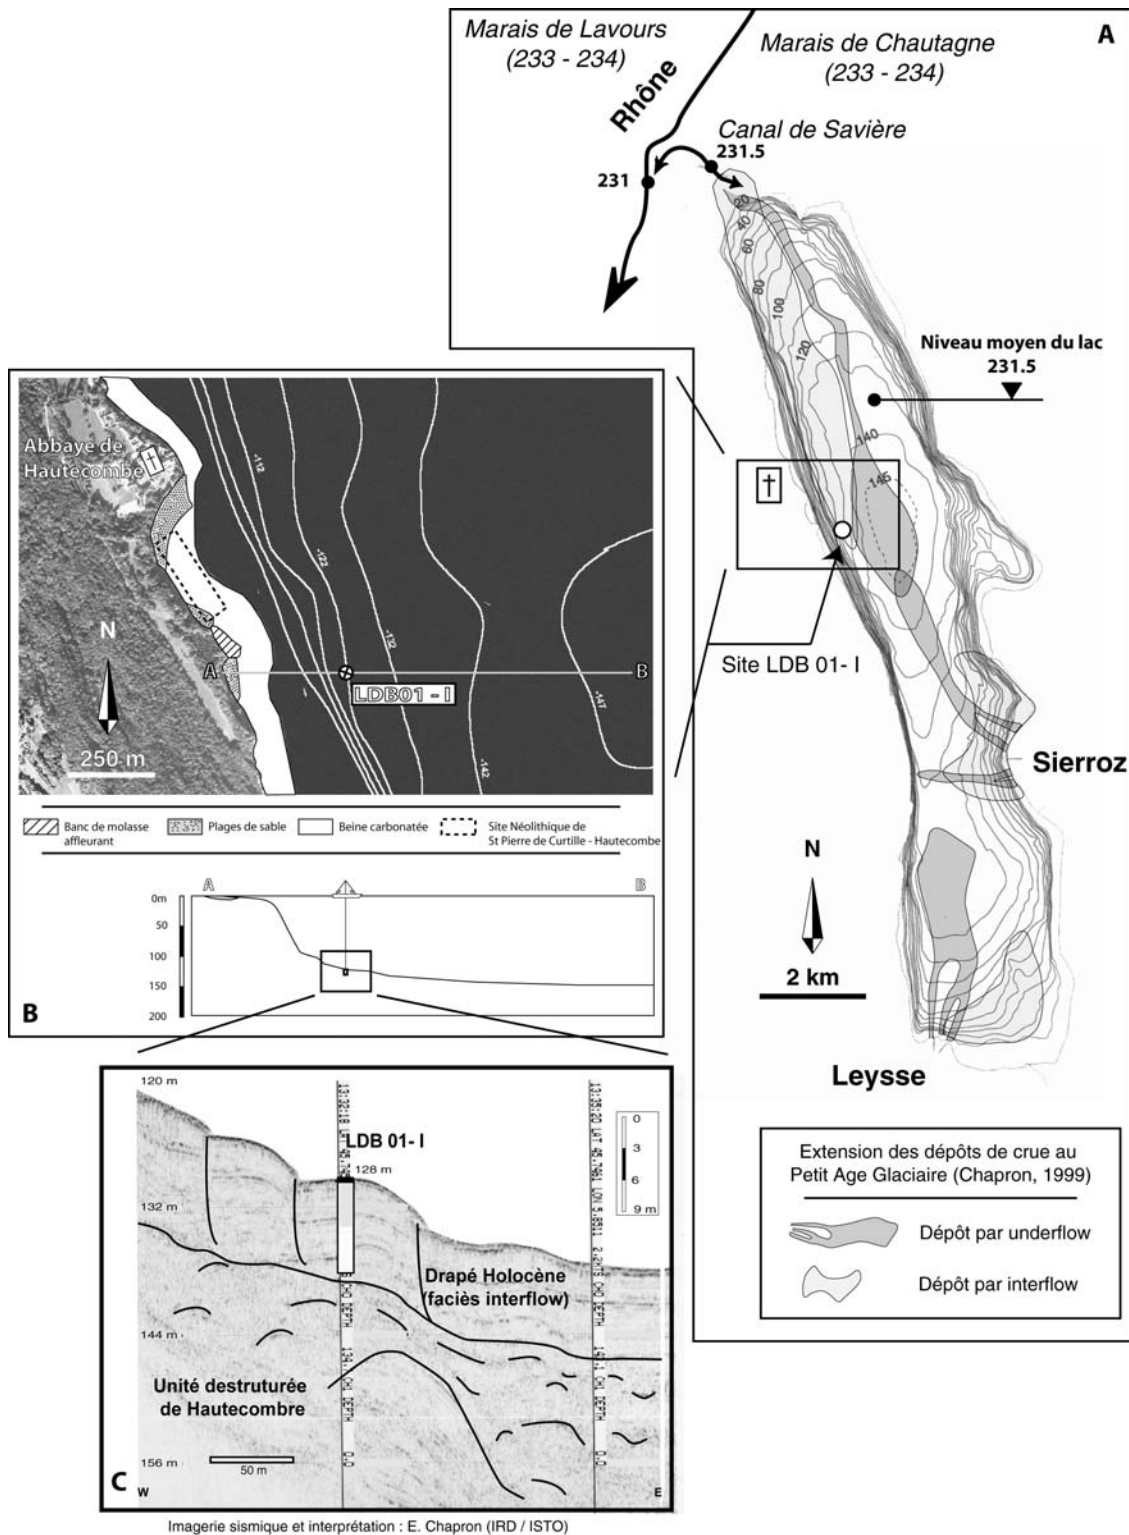 A
Marais de Lavours
(233 - 234)
Marais de Chautagne
(233 - 234)
Rhône
Canal de Savière
231.5
231
20
40
60
80
100
120
Niveau moyen du lac
231.5
140
145
Site LDB 01- I
Sierroz
N
2 km
Leysse
Extension des dépôts de crue au
Petit Age Glaciaire (Chapron, 1999)
Dépôt par underflow
Dépôt par interflow
Abbaye de
Hautecombe
-112
-122
-132
-142
-147
N
A
B
LDB01 - I
250 m
Banc de molasse
affleurant
Plages de sable
Beine carbonatée
Site Néolithique de
St Pierre de Curtille - Hautecombe
A
B
0m
50
100
150
200
B
120 m
132 m
144 m
156 m
LDB 01- I
128 m
0
3
6
9 m
Drapé Holocène
(faciès interflow)
Unité destruturée
de Hautecombre
50 m
C
W
E
Imagerie sismique et interprétation : E. Chapron (IRD / ISTO)